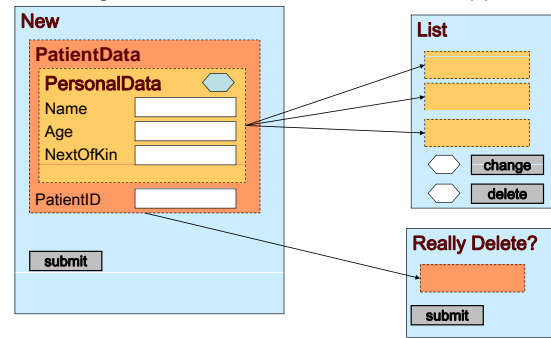 New
PatientData
PersonalData
Name
Age
NextOfKin
PatientID
submit
List
change
delete
Really Delete?
submit